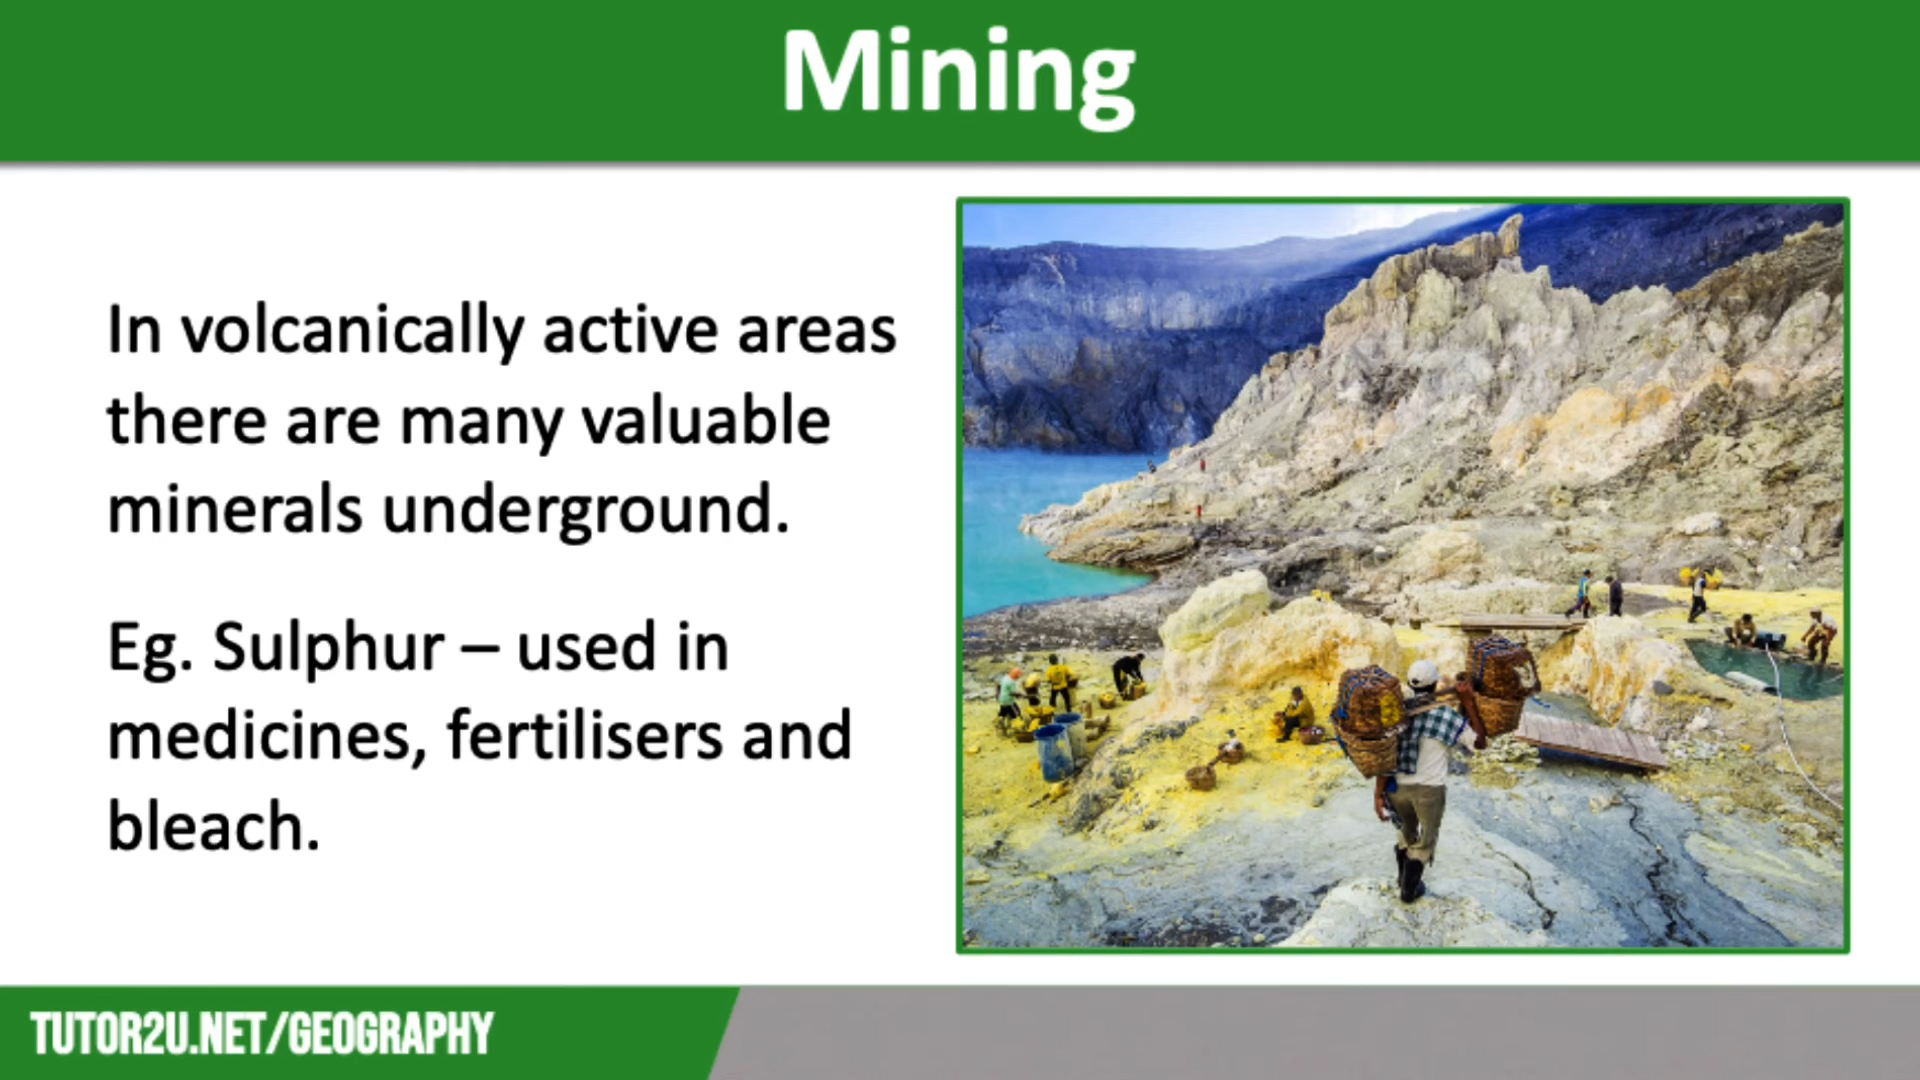 Mining
In volcanically active areas
there are many valuable
minerals underground.
Eg. Sulphur – used in
medicines, fertilisers and
bleach.
TUTOR2U.NET/GEOGRAPHY